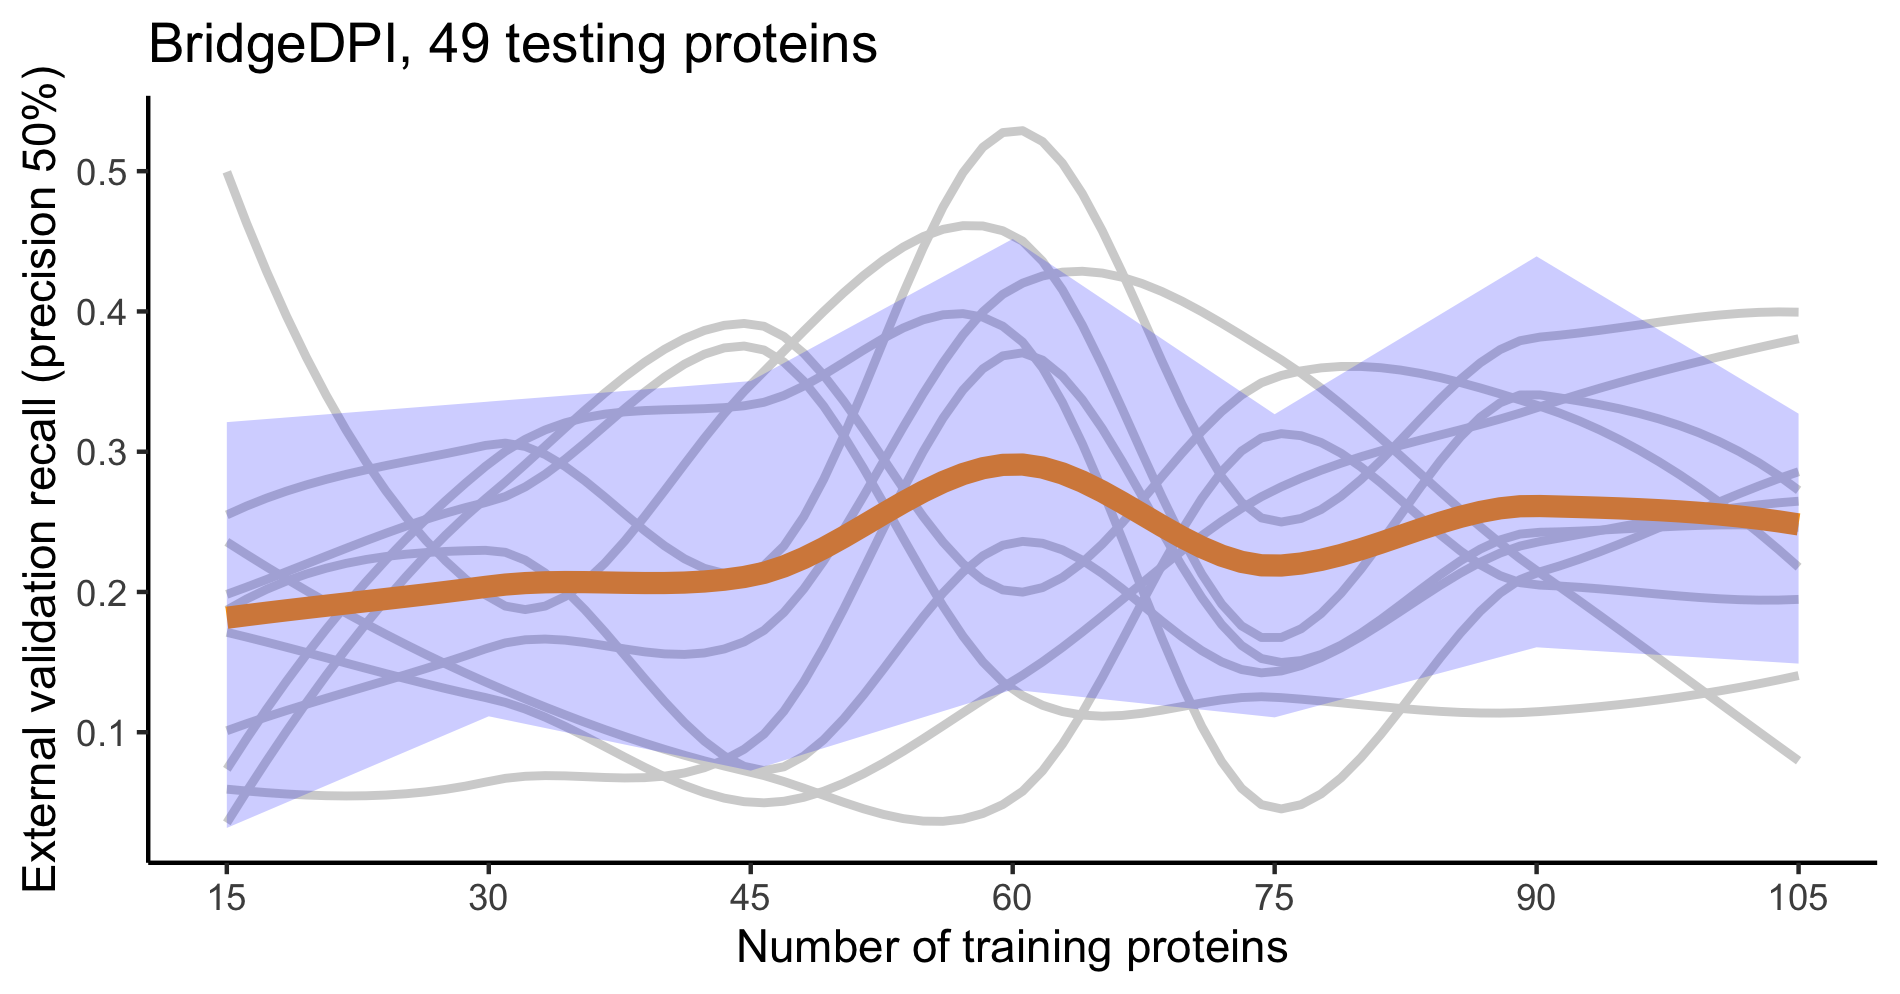 BridgeDPI, 49 testing proteins
External validation recall (precision 50%)
0.5
0.4
0.3
0.2
0.1
15 30 45 60 75 90 105
Number of training proteins